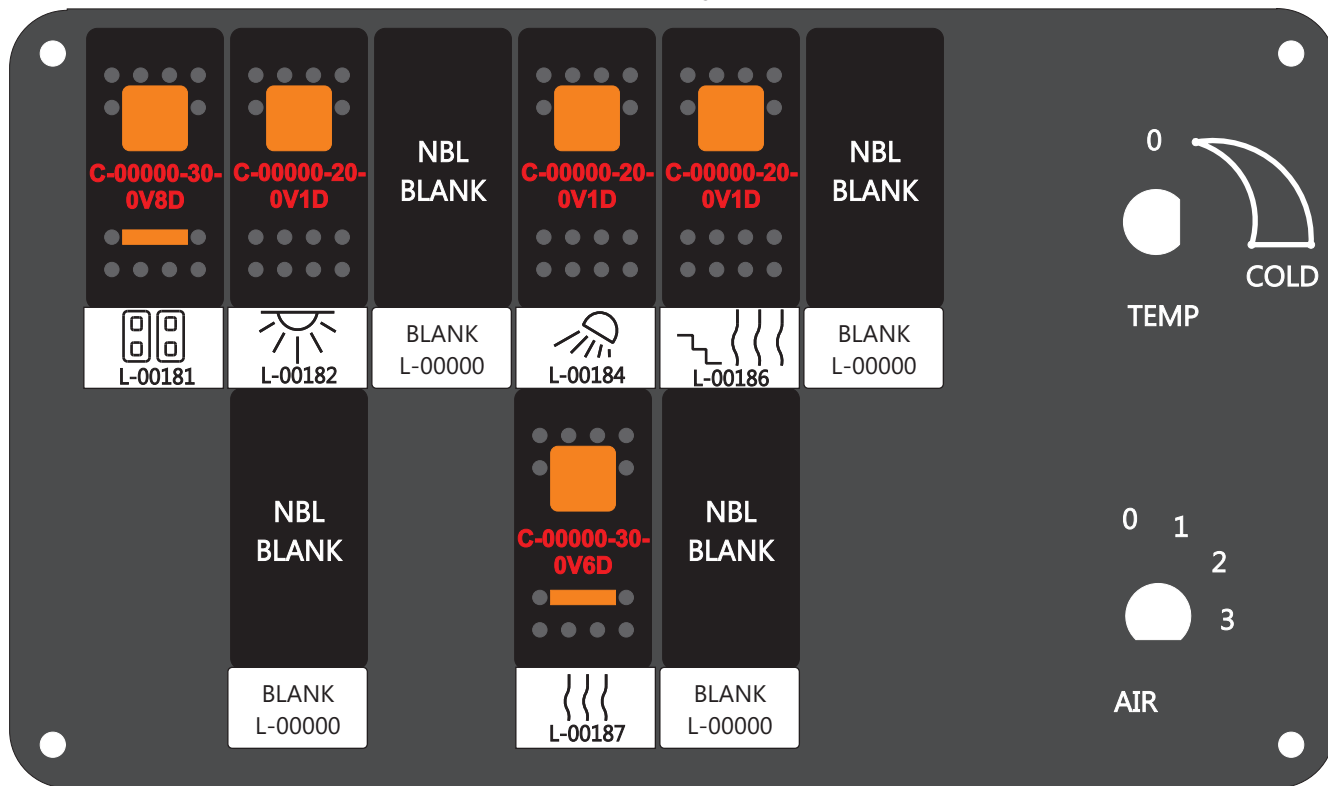 C-00000-30-
0V8D
C-00000-20-
0V1D
NBL
BLANK
C-00000-20-
0V1D
C-00000-20-
0V1D
NBL
BLANK
L-00181
L-00182
BLANK
L-00000
L-00184
L-00186
BLANK
L-00000
0
COLD
TEMP
NBL
BLANK
C-00000-30-
0V6D
NBL
BLANK
BLANK
L-00000
L-00187
BLANK
L-00000
0
1
2
3
AIR